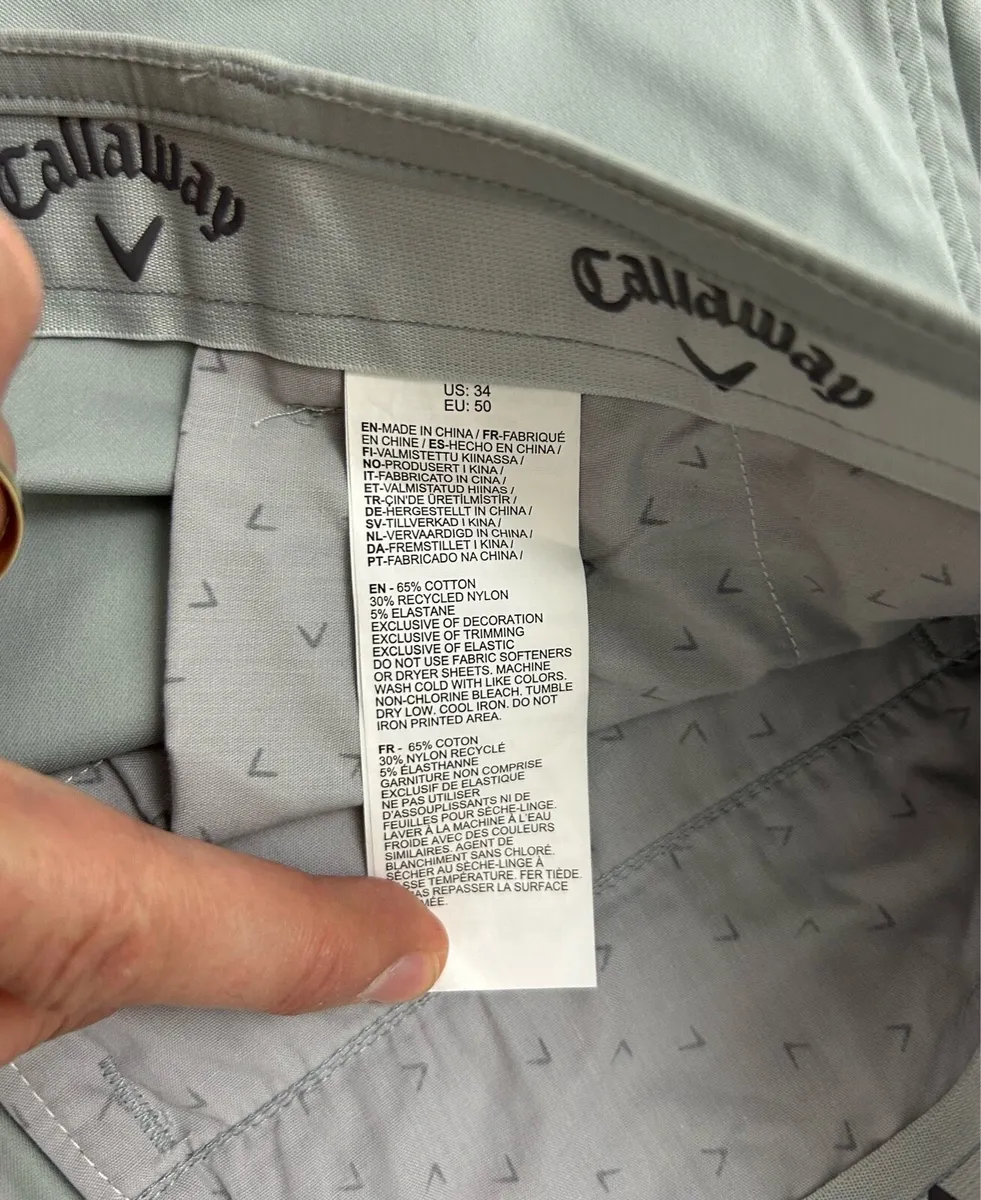 Callaway
Callaway
US: 34
EU: 50
EN-MADE IN CHINA / FR-FABRIQUÉ
EN CHINE / ES-HECHO EN CHINA /
FI-VALMISTETTU KIINASSA /
NO-PRODUSERT I KINA /
IT-FABBRICATO IN CINA /
ET-VALMISTATUD HIINAS /
TR-ÇIN'DE ÜRETİLMİSTİR /
DE-HERGESTELLT IN CHINA /
SV-TILLVERKAD I KINA /
NL-VERVAARDIGD IN CHINA /
DA-FREMSTILLET I KINA /
PT-FABRICADO NA CHINA /
EN - 65% COTTON
30% RECYCLED NYLON
5% ELASTANE
EXCLUSIVE OF DECORATION
EXCLUSIVE OF TRIMMING
EXCLUSIVE OF ELASTIC
DO NOT USE FABRIC SOFTENERS
OR DRYER SHEETS. MACHINE
WASH COLD WITH LIKE COLORS.
NON-CHLORINE BLEACH. TUMBLE
DRY LOW. COOL IRON. DO NOT
IRON PRINTED AREA.
FR - 65% COTON
30% NYLON RECYCLÉ
5% ÉLASTHANNE
GARNITURE NON COMPRISE
EXCLUSIF DE ELASTIQUE
NE PAS UTILISER
D'ASSOUPLISSANTS NI DE
FEUILLES POUR SÈCHE-LINGE.
LAVER À LA MACHINE À L'EAU
FROIDE AVEC DES COULEURS
SIMILAIRES. AGENT DE
BLANCHIMENT SANS CHLORÉ.
SÉCHER AU SÈCHE-LINGE À
SSE TEMPÉRATURE. FER TIÈDE.
AS REPASSER LA SURFACE
MÉE.